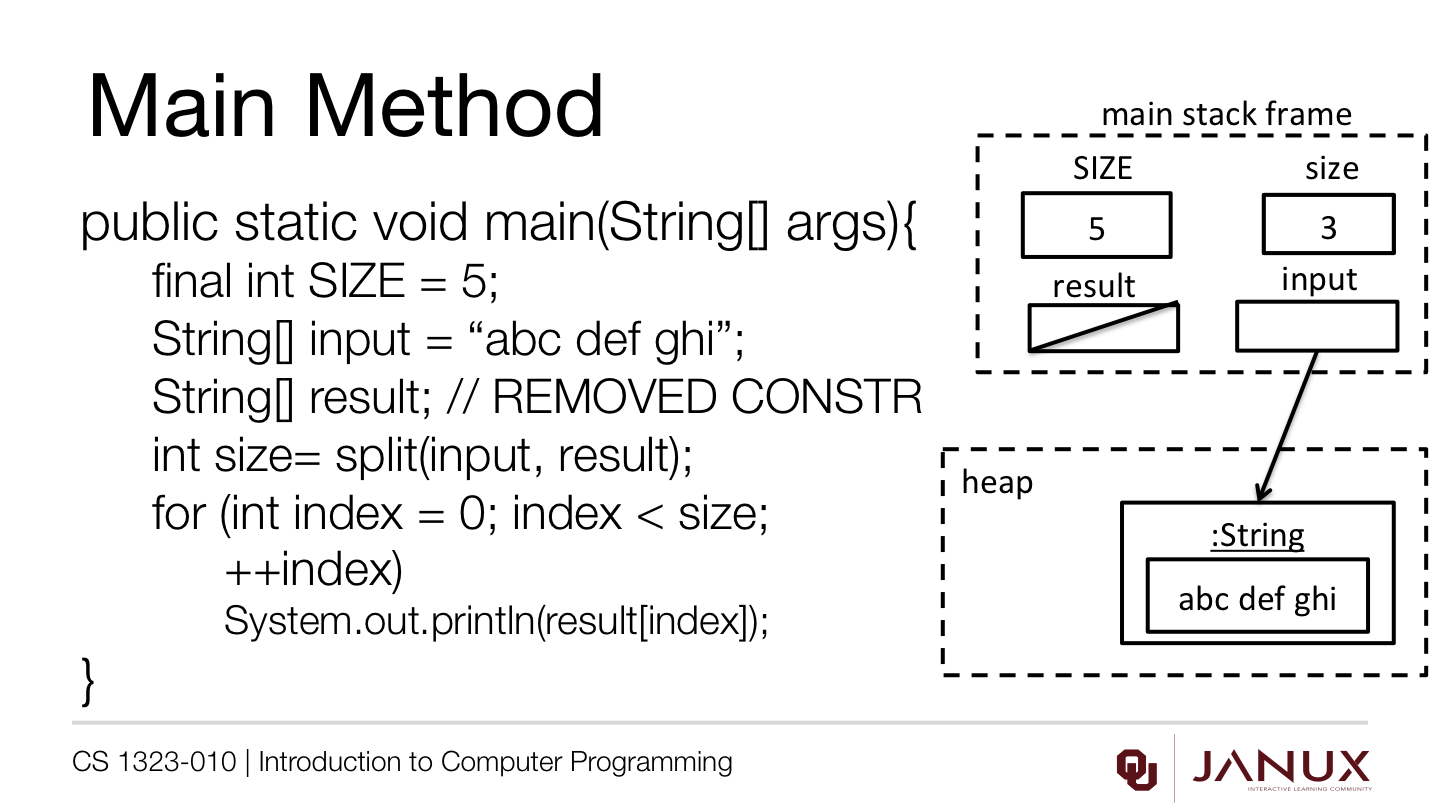 Main Method
public static void main(String[] args){
final int SIZE = 5;
String[] input = “abc def ghi”;
String[] result; // REMOVED CONSTR
int size= split(input, result);
for (int index = 0; index < size;
++index)
System.out.println(result[index]);
}
main stack frame
SIZE
size
5
3
result
input
heap
:String
abc def ghi
CS 1323-010 | Introduction to Computer Programming
OU
JANUX
INTERACTIVE LEARNING COMMUNITY